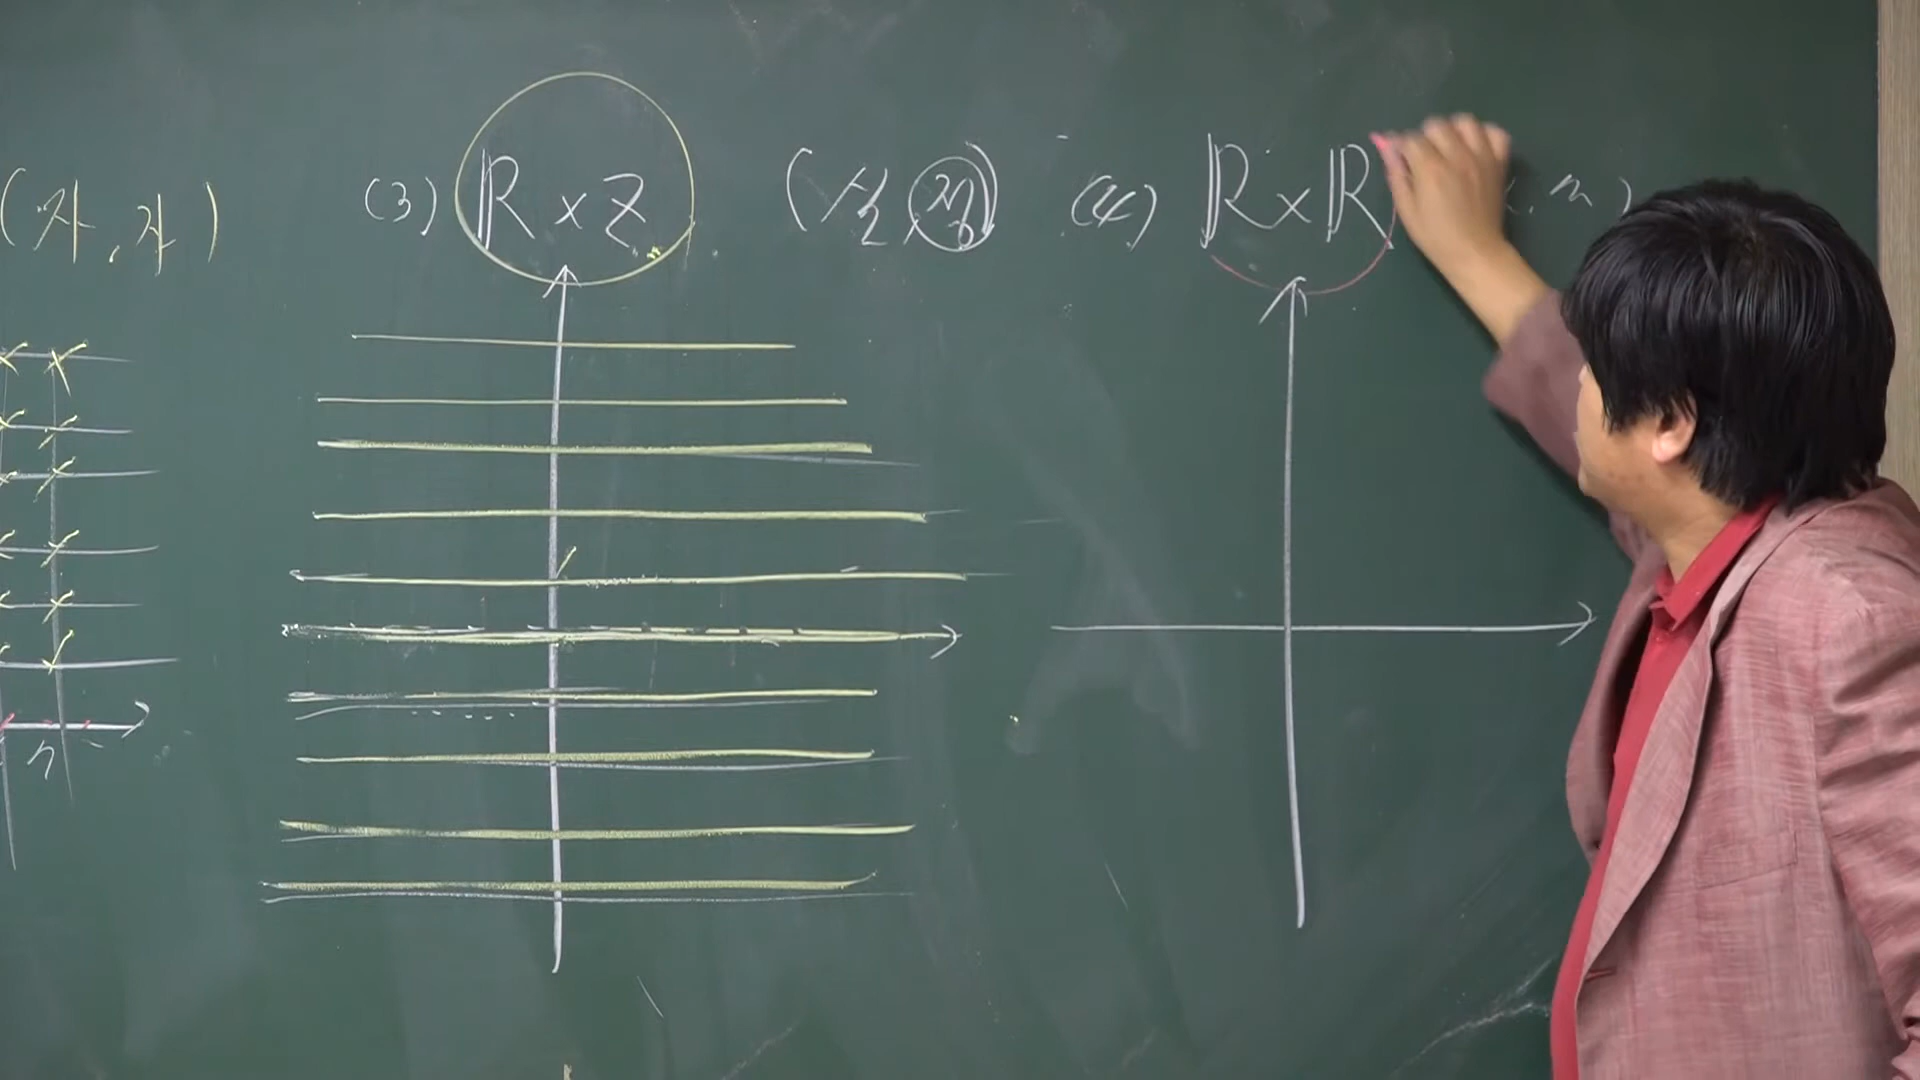 (자, 자)
(3) ℝ × Z (실, 정)
(4) ℝ × ℝ
n